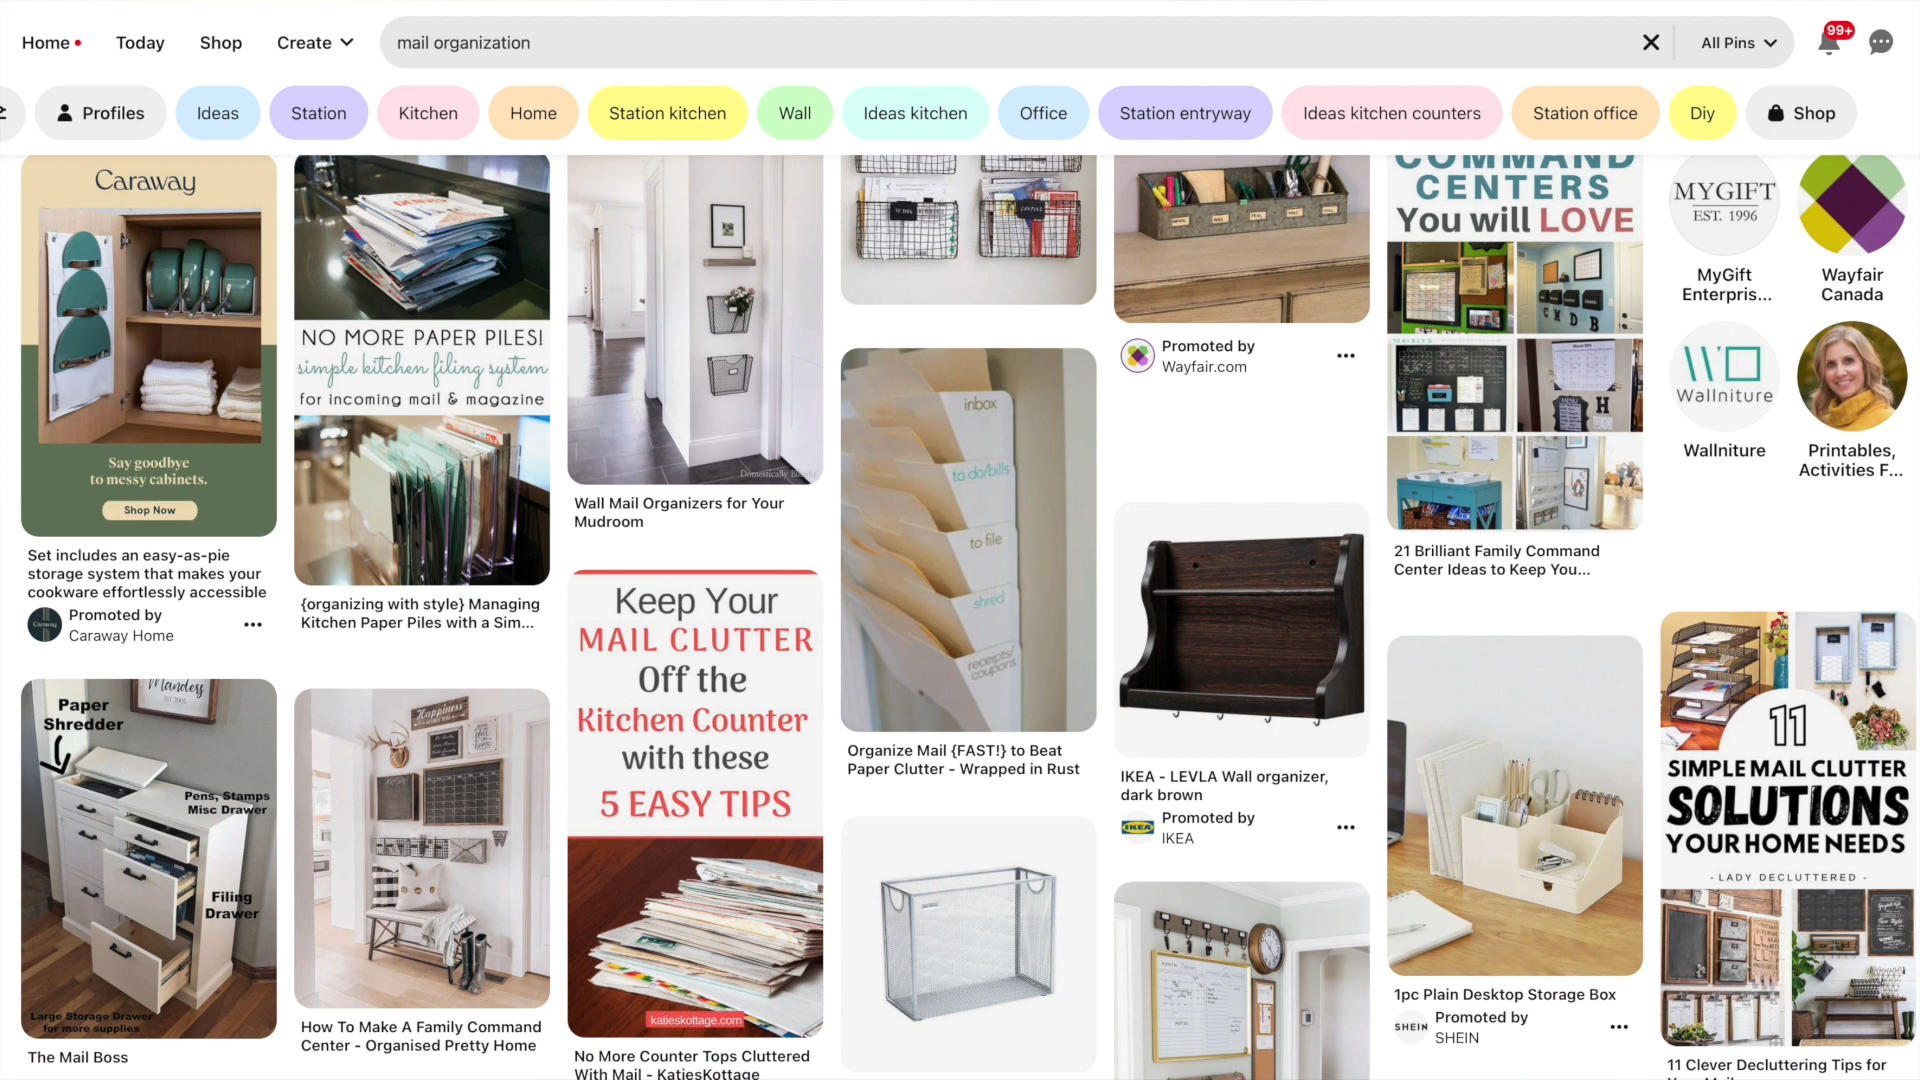 Home
Today
Shop
Create
mail organization
All Pins
99+
Profiles
Ideas
Station
Kitchen
Home
Station kitchen
Wall
Ideas kitchen
Office
Station entryway
Ideas kitchen counters
Station office
Diy
Shop
Caraway
Say goodbye
to messy cabinets.
Shop Now
Set includes an easy-as-pie
storage system that makes your
cookware effortlessly accessible
Promoted by
Caraway Home
Paper
Shredder
Pens, Stamps
Misc Drawer
Filing
Drawer
Large Storage Drawer
for more supplies
The Mail Boss
NO MORE PAPER PILES!
simple kitchen filing system
for incoming mail & magazine
{organizing with style} Managing
Kitchen Paper Piles with a Sim...
Happiness
How To Make A Family Command
Center - Organised Pretty Home
Wall Mail Organizers for Your
Mudroom
Keep Your
MAIL CLUTTER
Off the
Kitchen Counter
with these
5 EASY TIPS
katieskottage.com
No More Counter Tops Cluttered
With Mail - KatiesKottage
inbox
to do/bills
to file
shred
receipts/
coupons
Organize Mail {FAST!} to Beat
Paper Clutter - Wrapped in Rust
Promoted by
Wayfair.com
IKEA - LEVLA Wall organizer,
dark brown
IKEA
Promoted by
IKEA
COMMAND
CENTERS
You will LOVE
C M D B
MENU
H
21 Brilliant Family Command
Center Ideas to Keep You...
1pc Plain Desktop Storage Box
SHEIN
Promoted by
SHEIN
MYGIFT
EST. 1996
MyGift
Enterpris...
Wayfair
Canada
Wallniture
Wallniture
Printables,
Activities F...
11
SIMPLE MAIL CLUTTER
SOLUTIONS
YOUR HOME NEEDS
- LADY DECLUTTERED -
11 Clever Decluttering Tips for